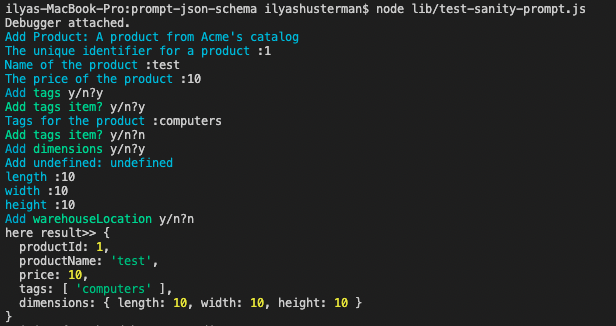 ilyas-MacBook-Pro:prompt-json-schema ilyashusterman$ node lib/test-sanity-prompt.js
Debugger attached.
Add Product: A product from Acme's catalog
The unique identifier for a product :1
Name of the product :test
The price of the product :10
Add tags y/n?y
Add tags item? y/n?y
Tags for the product :computers
Add tags item? y/n?n
Add dimensions y/n?y
Add undefined: undefined
length :10
width :10
height :10
Add warehouseLocation y/n?n
here result>> {
  productId: 1,
  productName: 'test',
  price: 10,
  tags: [ 'computers' ],
  dimensions: { length: 10, width: 10, height: 10 }
}